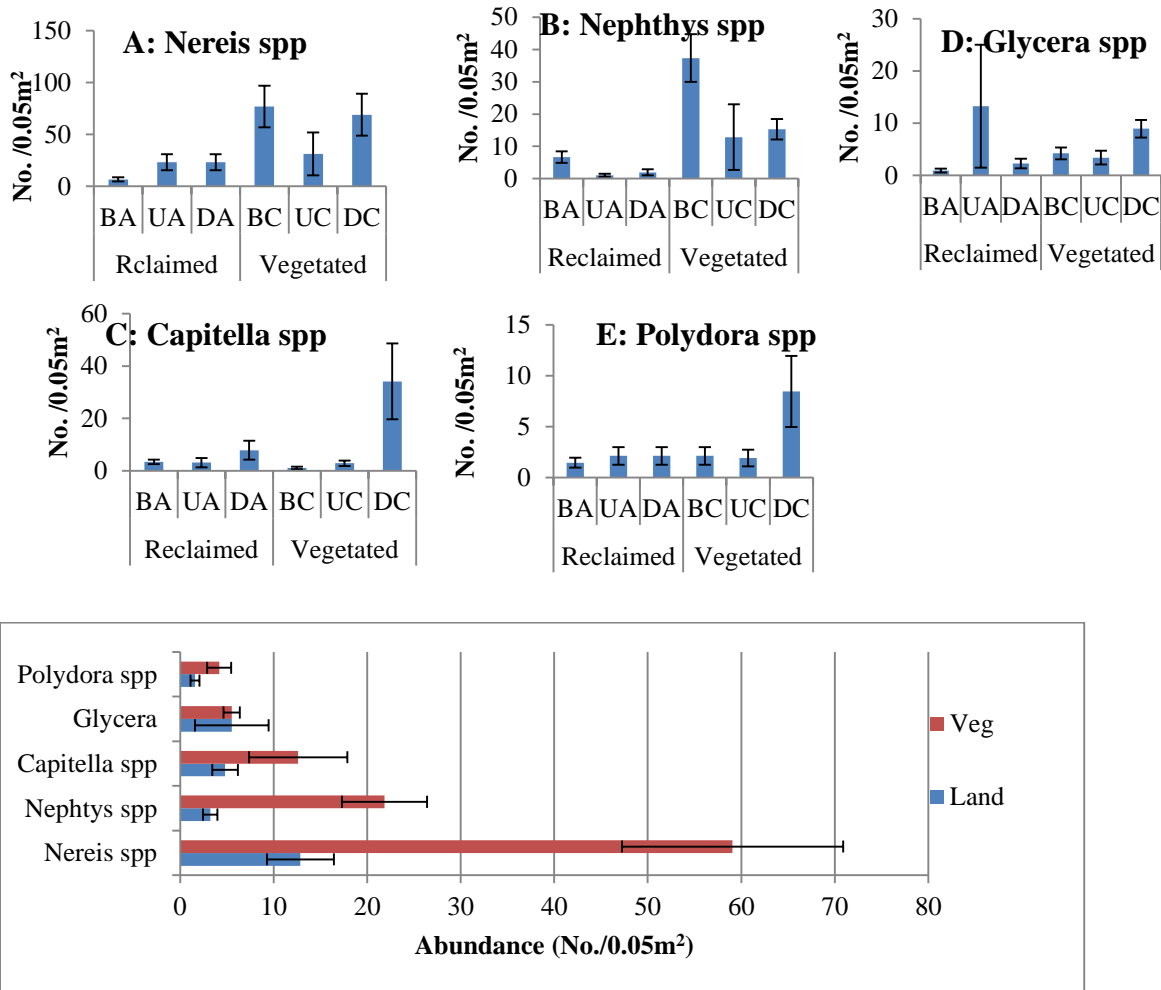 A: Nereis spp
No. /0.05m²
150
100
50
0
BA UA DA BC UC DC
Rclaimed Vegetated
B: Nephthys spp
No. /0.05m²
50
40
30
20
10
0
BA UA DA BC UC DC
Reclaimed Vegetated
D: Glycera spp
No. /0.05m²
30
20
10
0
BA UA DA BC UC DC
Reclaimed Vegetated
C: Capitella spp
No. /0.05m²
60
40
20
0
BA UA DA BC UC DC
Reclaimed Vegetated
E: Polydora spp
No. /0.05m²
15
10
5
0
BA UA DA BC UC DC
Reclaimed Vegetated
Polydora spp
Glycera
Capitella spp
Nephtys spp
Nereis spp
0 10 20 30 40 50 60 70 80
Abundance (No./0.05m²)
Veg
Land